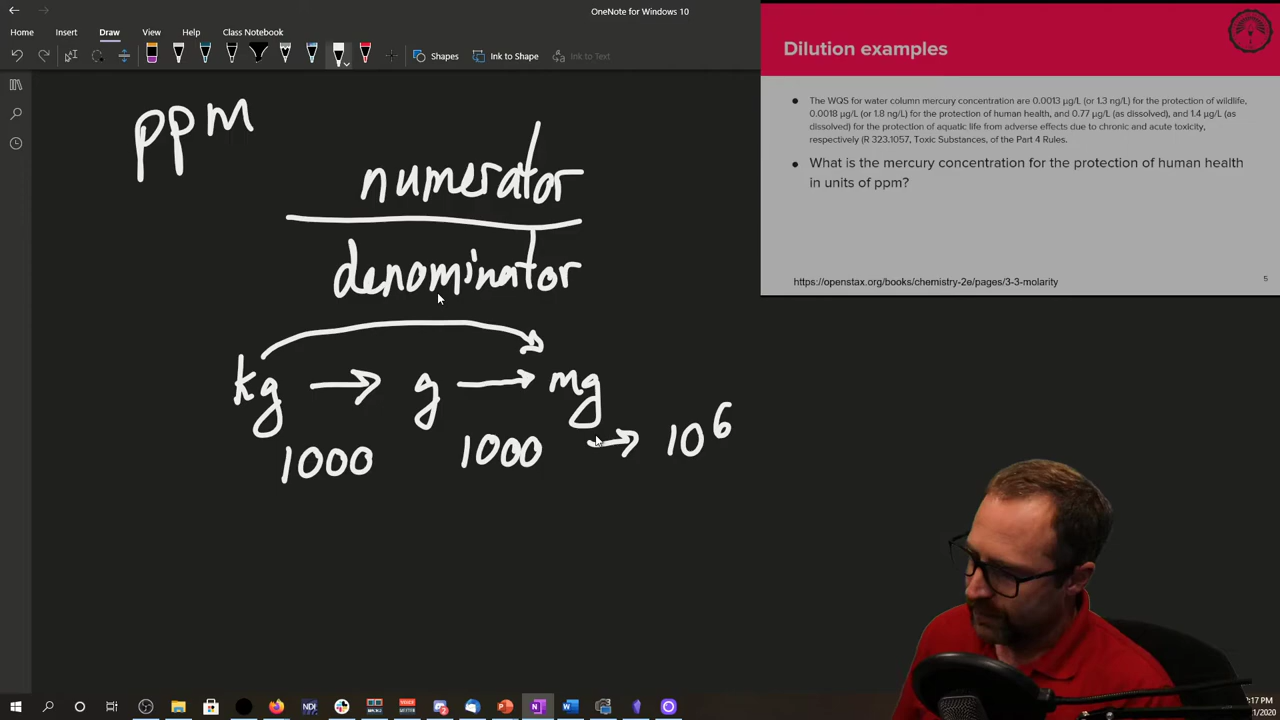 OneNote for Windows 10
Home Insert Draw View Help Class Notebook
Shapes Ink to Shape Ink to Text
ppm
numerator
denominator
kg → g → mg
1000 1000 → 10⁶
Dilution examples
• The WQS for water column mercury concentration are 0.0013 µg/L (or 1.3 ng/L) for the protection of wildlife,
0.0018 µg/L (or 1.8 ng/L) for the protection of human health, and 0.77 µg/L (as dissolved), and 1.4 µg/L (as
dissolved) for the protection of aquatic life from adverse effects due to chronic and acute toxicity,
respectively (R 323.1057, Toxic Substances, of the Part 4 Rules.
• What is the mercury concentration for the protection of human health
in units of ppm?
https://openstax.org/books/chemistry-2e/pages/3-3-molarity
5